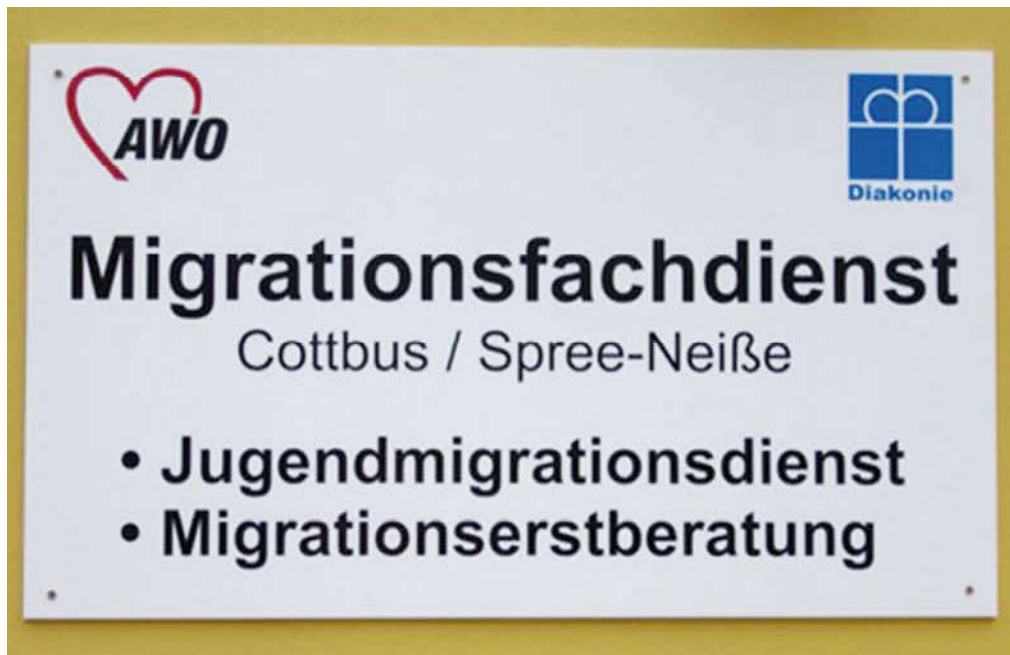 AWO
Diakonie
Migrationsfachdienst
Cottbus / Spree-Neiße
• Jugendmigrationsdienst
• Migrationserstberatung